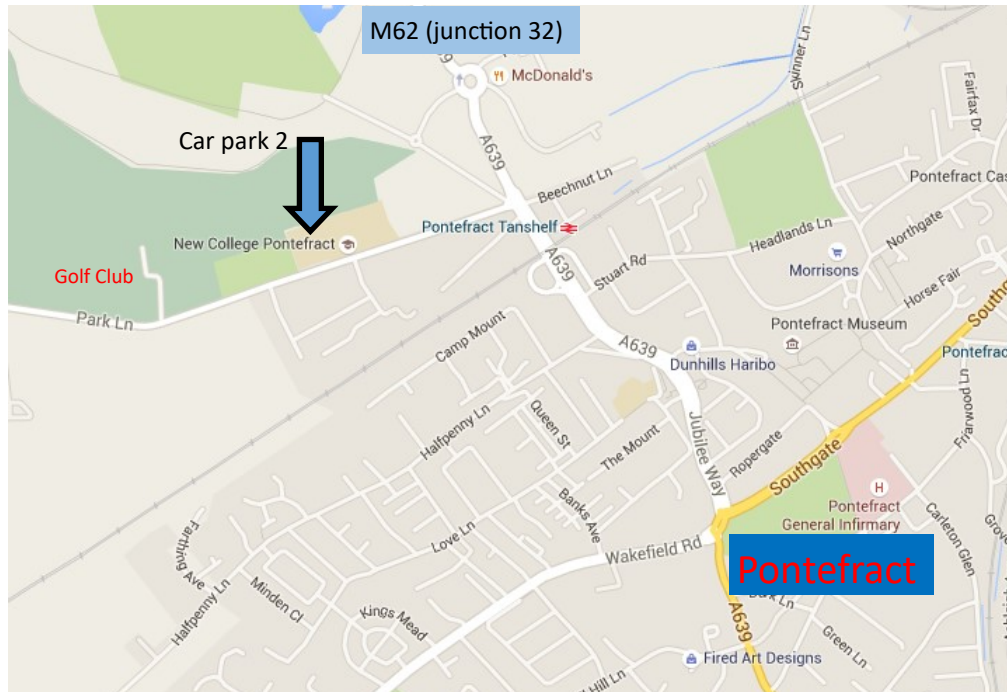 M62 (junction 32)
McDonald's
A639
Skinner Ln
Fairfax Dr
Car park 2
Beechnut Ln
Pontefract Cas
Northgate
Pontefract Tanshelf
Headlands Ln
New College Pontefract
A639
Stuart Rd
Morrisons
Horse Fair
Golf Club
Park Ln
Pontefract Museum
Southg
Camp Mount
A639
Dunhills Haribo
Pontefrac
Friarwood Ln
Halfpenny Ln
Queen St
Jubilee Way
The Mount
Ropergate
Southgate
Banks Ave
Pontefract
General Infirmary
Love Ln
Wakefield Rd
Carleton Glen
Grove
Farthing Ave
Pontefract
Halfpenny Ln
Minden Cl
Kings Mead
A639
Green Ln
Fired Art Designs
Hill Ln